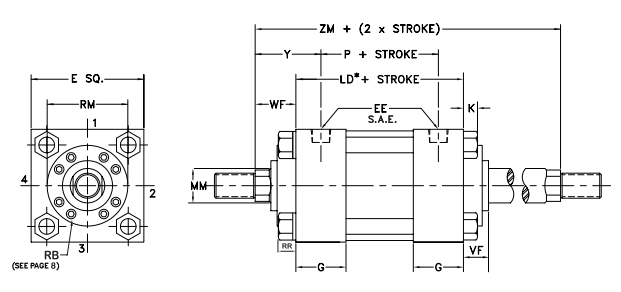 ZM + (2 x STROKE)
Y
P + STROKE
E SQ.
LD*+ STROKE
RM
WF
EE
S.A.E.
K
1
4
2
MM
3
RB
(SEE PAGE 8)
RR
VF
G
G